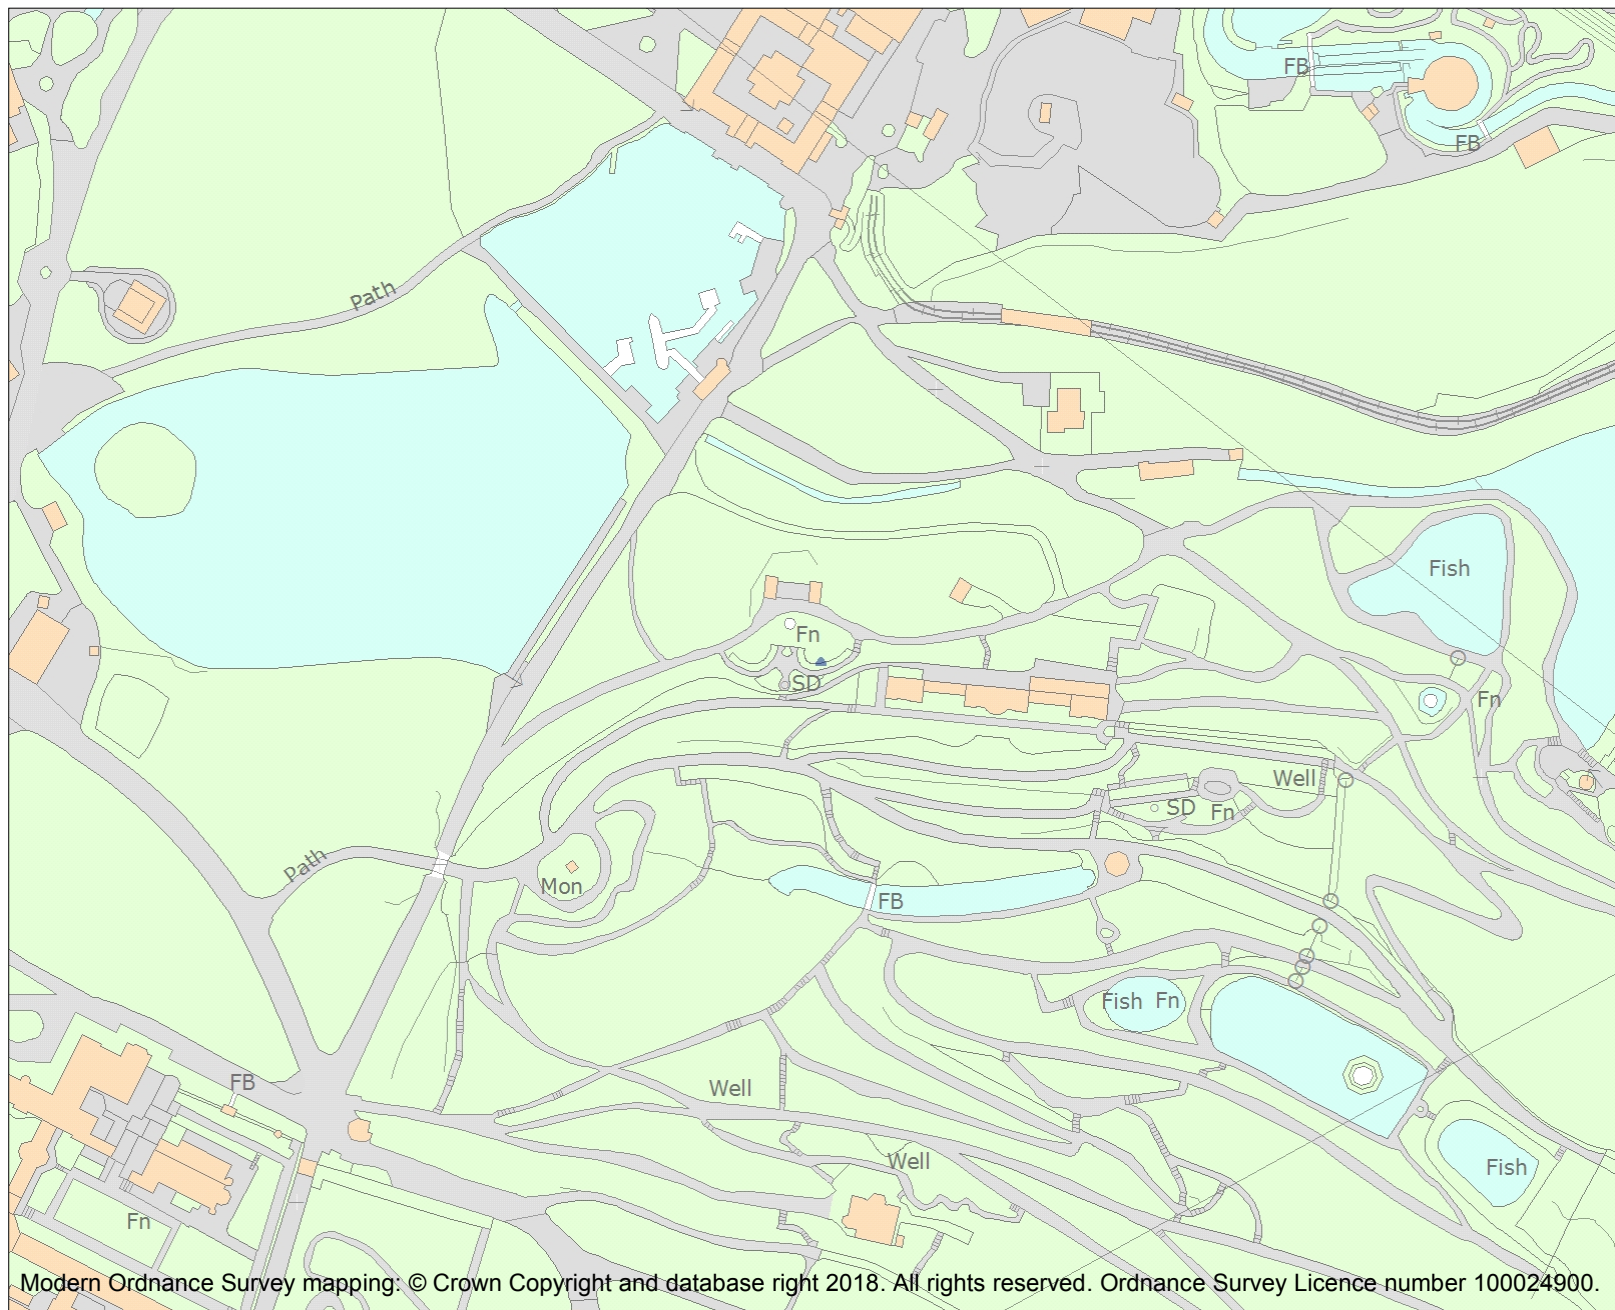 FB
FB
Path
Fish
Fn
SD
Fn
Well
SD
Fn
Path
Mon
FB
Fish Fn
FB
Well
Well
Fish
Fn
Modern Ordnance Survey mapping: © Crown Copyright and database right 2018. All rights reserved. Ordnance Survey Licence number 100024900.